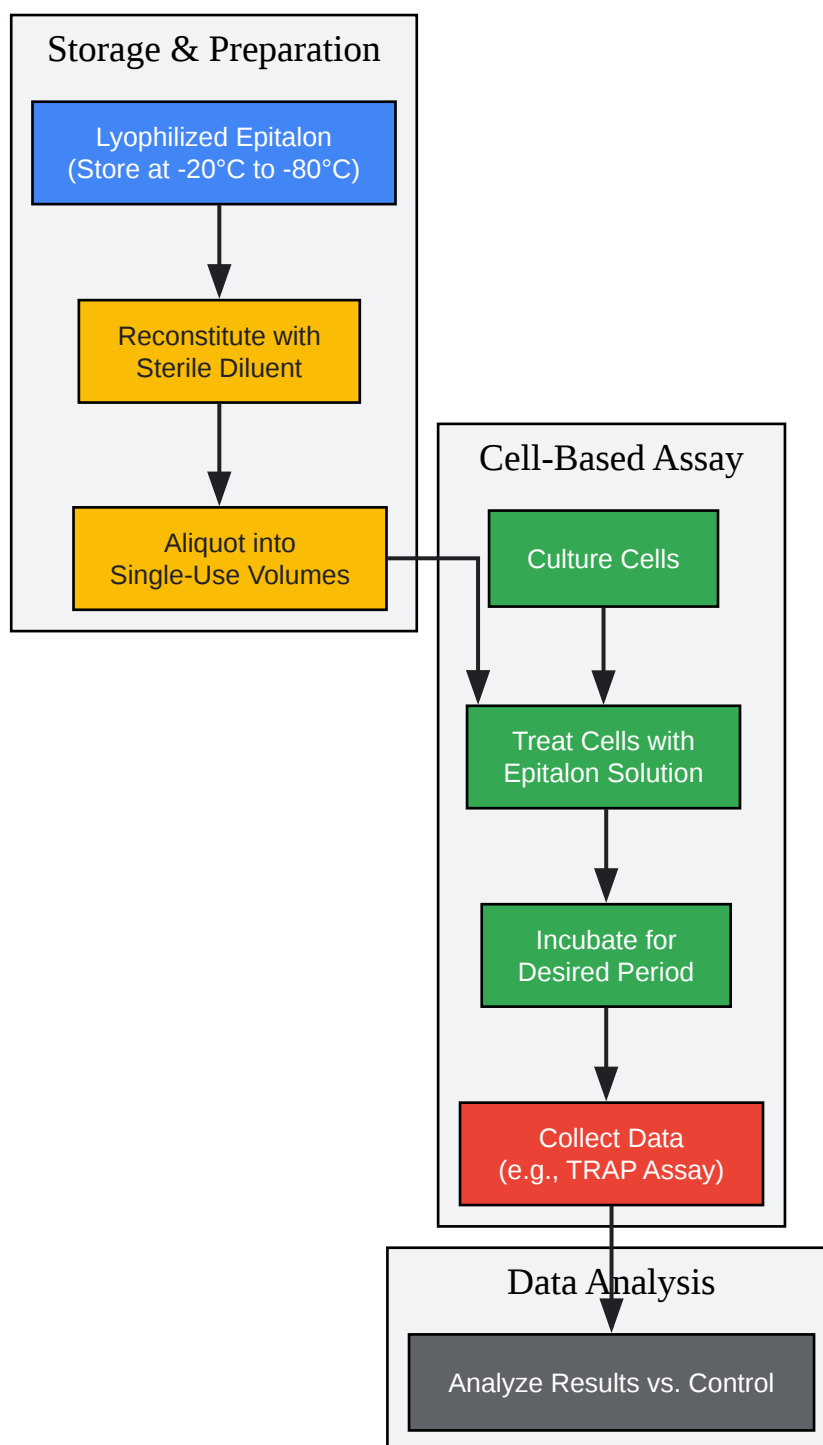 Storage & Preparation
Lyophilized Epitalon
(Store at -20°C to -80°C)
Reconstitute with
Sterile Diluent
Aliquot into
Single-Use Volumes
Cell-Based Assay
Culture Cells
Treat Cells with
Epitalon Solution
Incubate for
Desired Period
Collect Data
(e.g., TRAP Assay)
Data Analysis
Analyze Results vs. Control